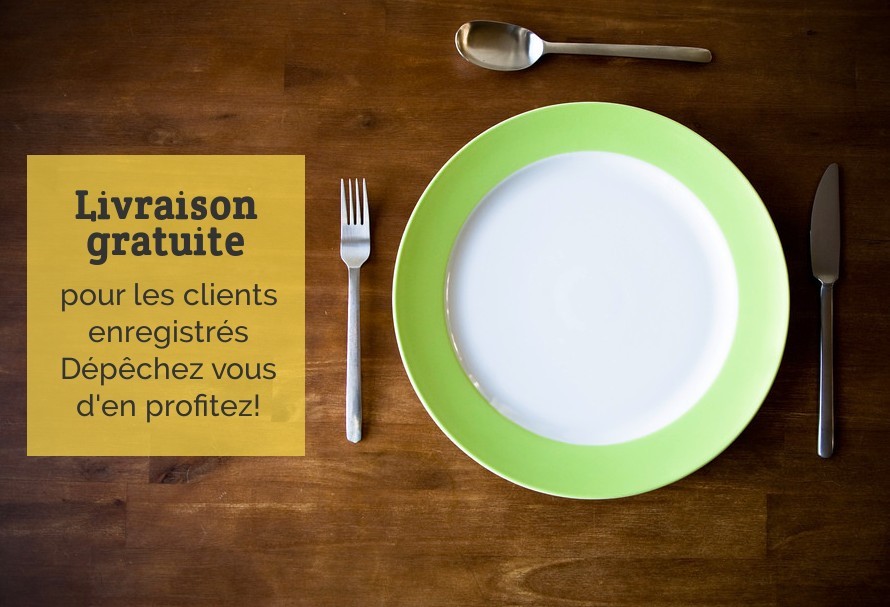 Livraison
gratuite
pour les clients
enregistrés
Dépêchez vous
d'en profitez!